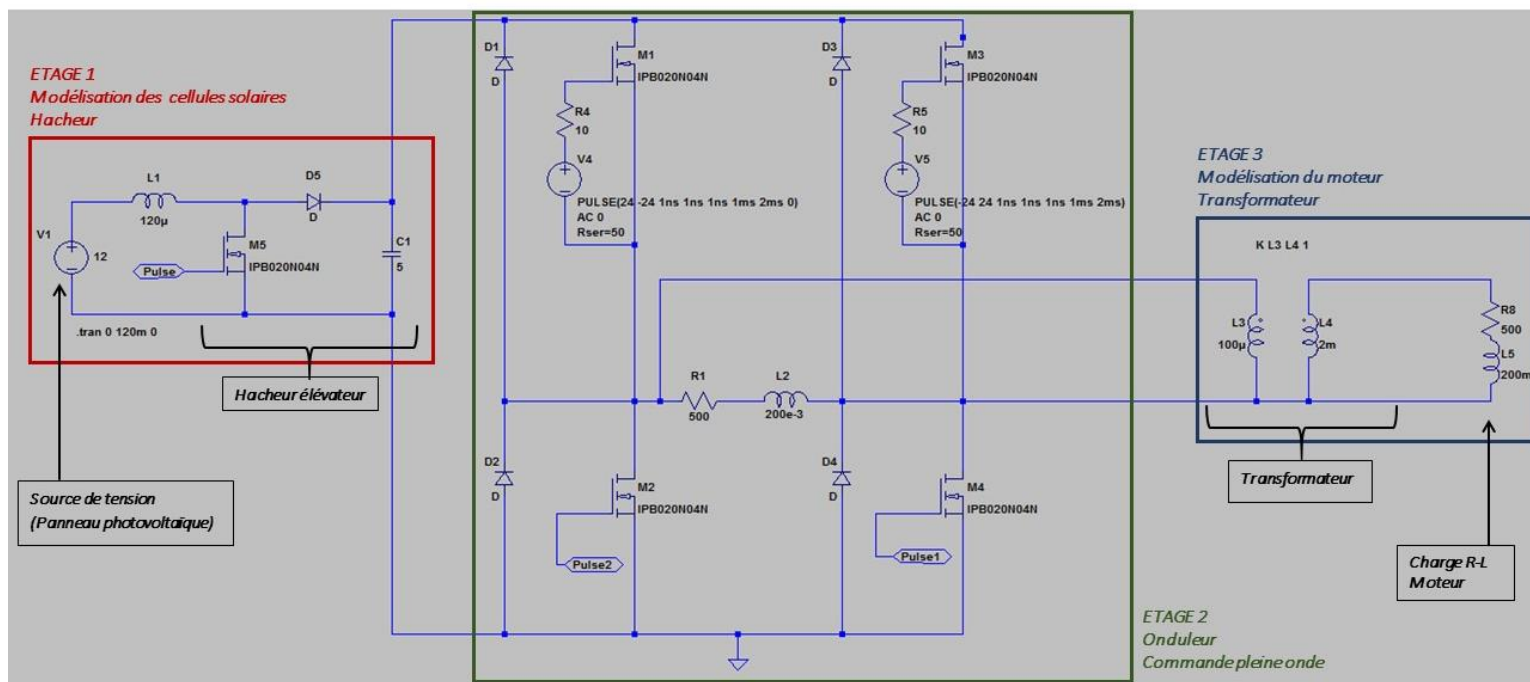 ETAGE 1
Modélisation des cellules solaires
Hacheur
V1
12
L1
120µ
M5
IPB020N04N
Pulse
D5
D
C1
5
.tran 0 120m 0
Hacheur élévateur
Source de tension
(Panneau photovoltaïque)
D1
D
M1
IPB020N04N
R4
10
V4
PULSE(24 -24 1ns 1ns 1ns 1ms 2ms 0)
AC 0
Rser=50
D3
D
M3
IPB020N04N
R5
10
V5
PULSE(-24 24 1ns 1ns 1ns 1ms 2ms)
AC 0
Rser=50
R1
500
L2
200e-3
D2
D
M2
IPB020N04N
Pulse2
D4
D
M4
IPB020N04N
Pulse1
ETAGE 2
Onduleur
Commande pleine onde
ETAGE 3
Modélisation du moteur
Transformateur
K L3 L4 1
L3
100µ
L4
2m
R8
500
L5
200m
Transformateur
Charge R-L
Moteur